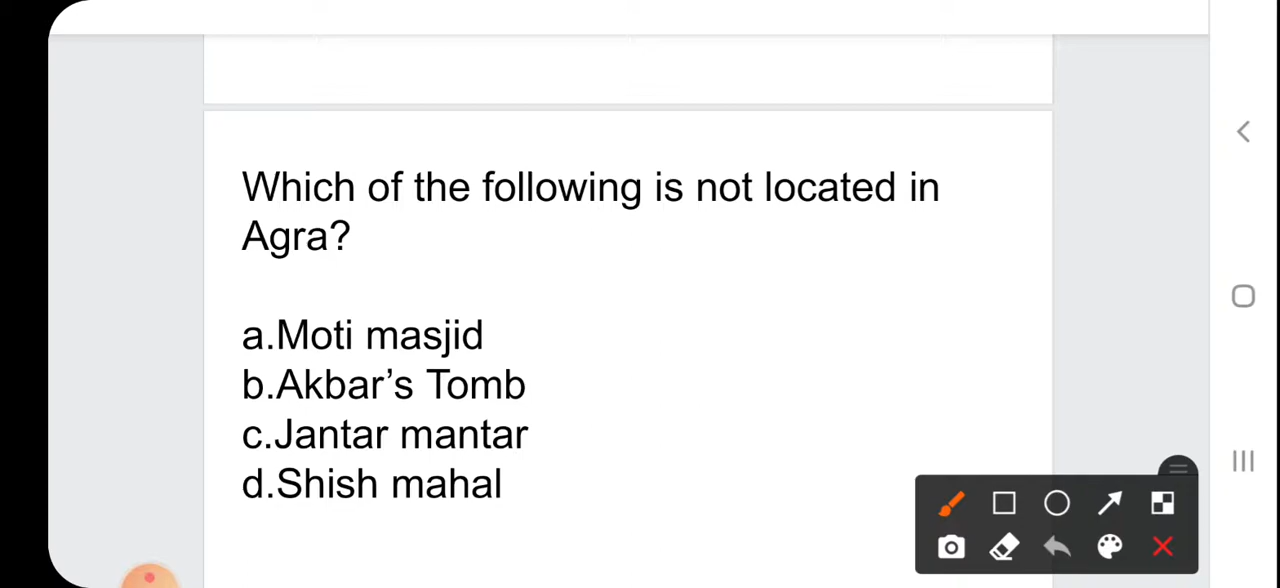 Which of the following is not located in
Agra?
a.Moti masjid
b.Akbar’s Tomb
c.Jantar mantar
d.Shish mahal